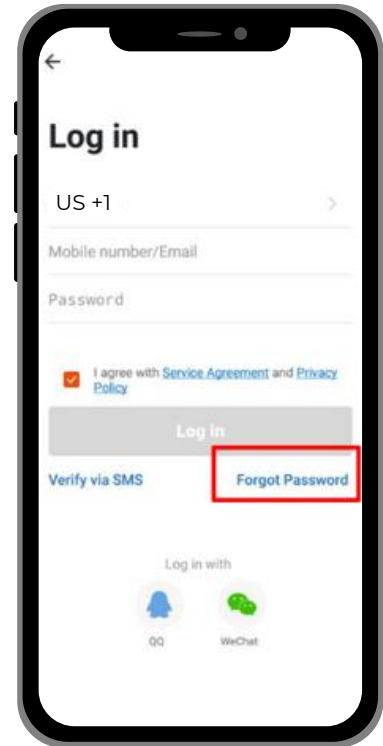 Log in
US +1
Mobile number/Email
Password
I agree with Service Agreement and Privacy
Policy
Log in
Verify via SMS Forgot Password
Log in with
QQ WeChat